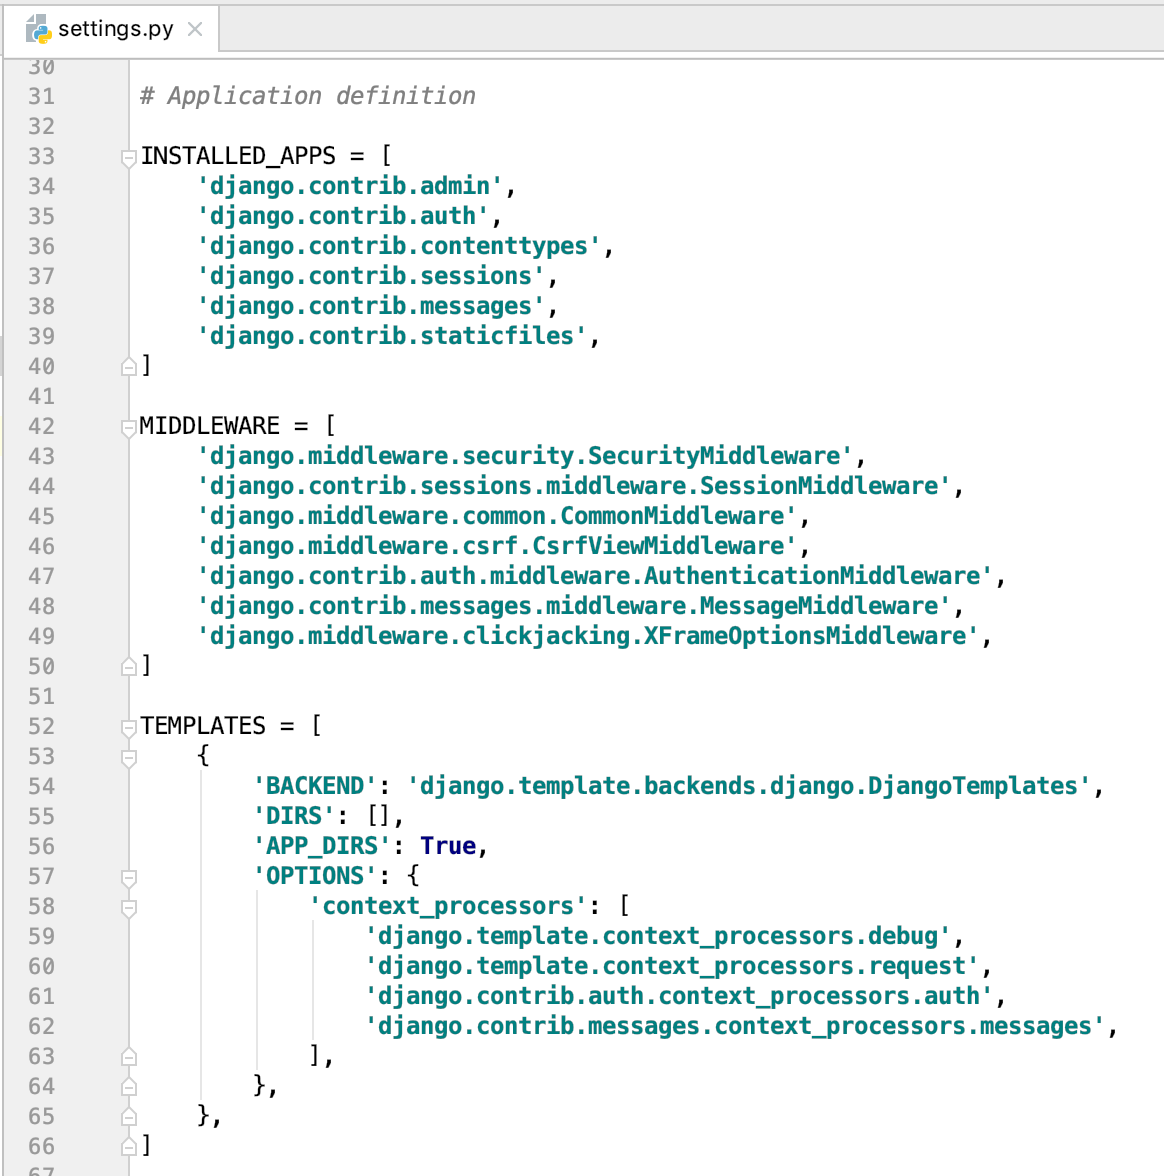 settings.py
30
31 # Application definition
32
33 INSTALLED_APPS = [
34     'django.contrib.admin',
35     'django.contrib.auth',
36     'django.contrib.contenttypes',
37     'django.contrib.sessions',
38     'django.contrib.messages',
39     'django.contrib.staticfiles',
40 ]
41
42 MIDDLEWARE = [
43     'django.middleware.security.SecurityMiddleware',
44     'django.contrib.sessions.middleware.SessionMiddleware',
45     'django.middleware.common.CommonMiddleware',
46     'django.middleware.csrf.CsrfViewMiddleware',
47     'django.contrib.auth.middleware.AuthenticationMiddleware',
48     'django.contrib.messages.middleware.MessageMiddleware',
49     'django.middleware.clickjacking.XFrameOptionsMiddleware',
50 ]
51
52 TEMPLATES = [
53     {
54         'BACKEND': 'django.template.backends.django.DjangoTemplates',
55         'DIRS': [],
56         'APP_DIRS': True,
57         'OPTIONS': {
58             'context_processors': [
59                 'django.template.context_processors.debug',
60                 'django.template.context_processors.request',
61                 'django.contrib.auth.context_processors.auth',
62                 'django.contrib.messages.context_processors.messages',
63             ],
64         },
65     },
66 ]
67